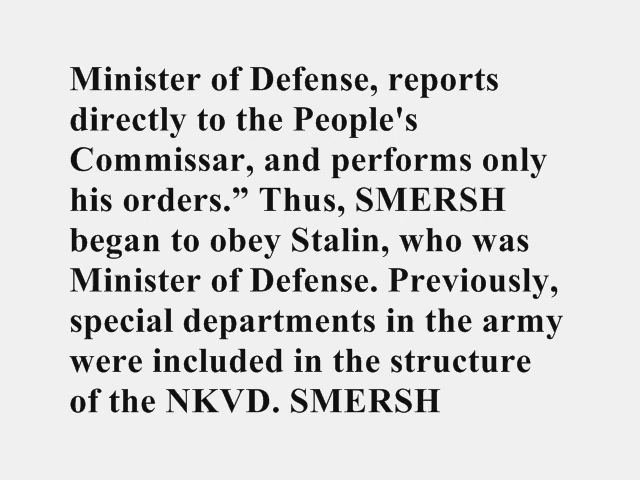 Minister of Defense, reports
directly to the People's
Commissar, and performs only
his orders.” Thus, SMERSH
began to obey Stalin, who was
Minister of Defense. Previously,
special departments in the army
were included in the structure
of the NKVD. SMERSH